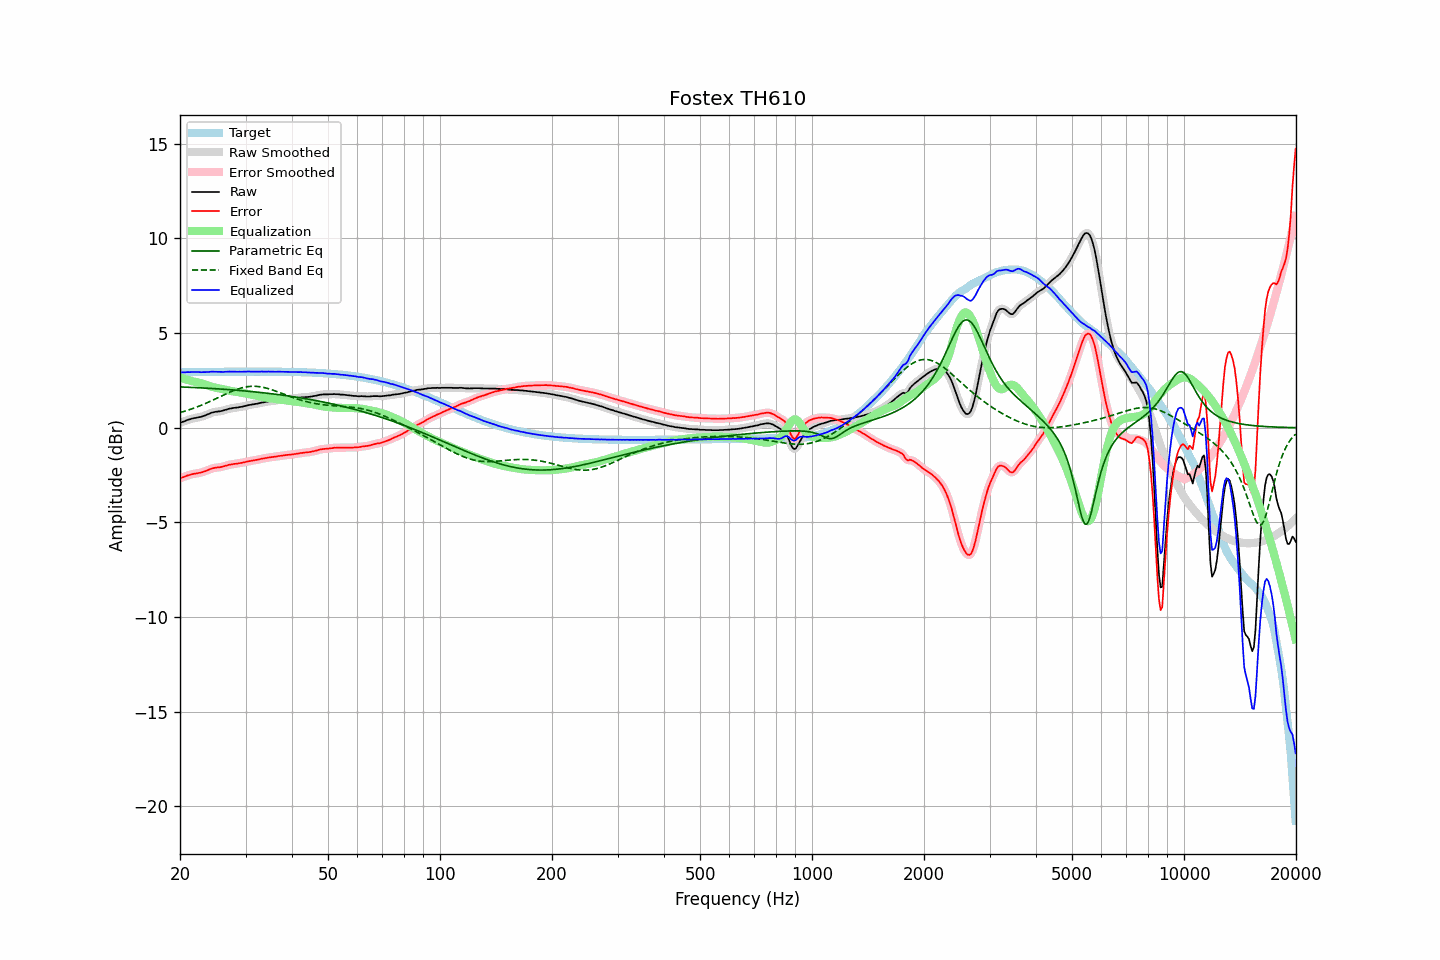 Fostex TH610
Target
Raw Smoothed
Error Smoothed
Raw
Error
Equalization
Parametric Eq
Fixed Band Eq
Equalized
Amplitude (dBr)
15
10
5
0
−5
−10
−15
−20
20
50
100
200
500
1000
2000
5000
10000
20000
Frequency (Hz)